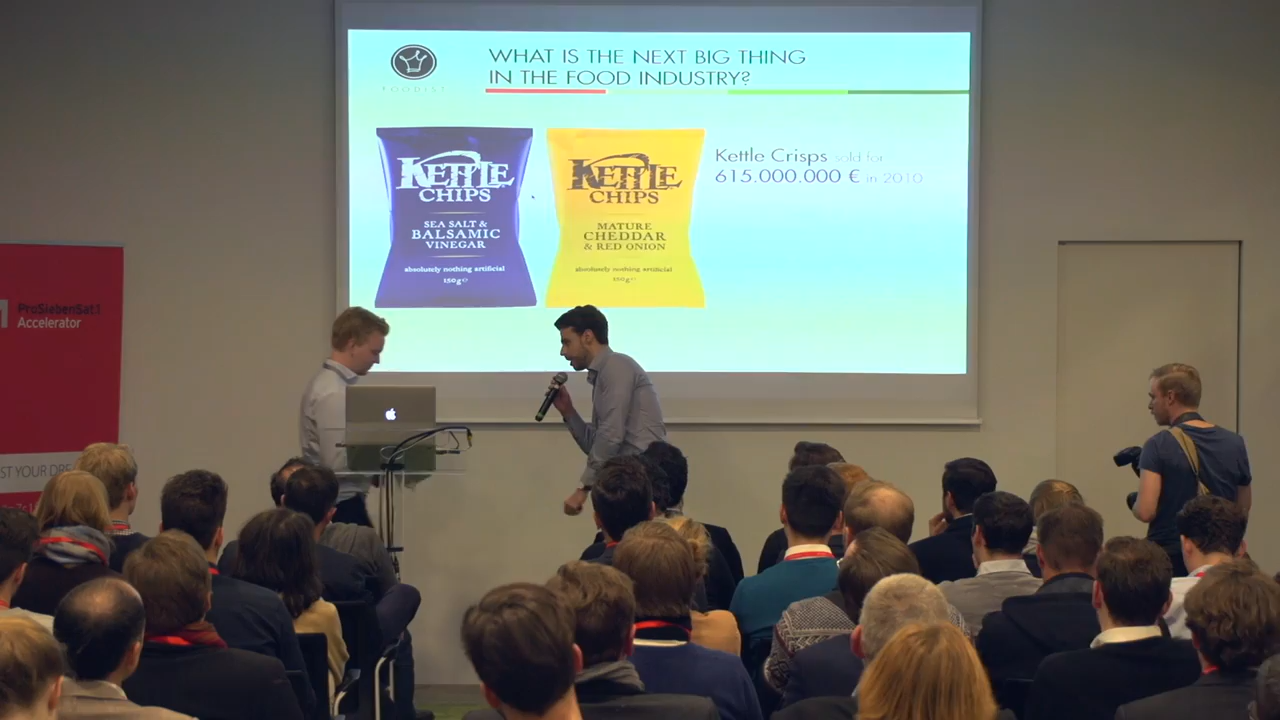 WHAT IS THE NEXT BIG THING
IN THE FOOD INDUSTRY?
FOODIST
KETTLE
CHIPS
SEA SALT &
BALSAMIC
VINEGAR
absolutely nothing artificial
150g e
KETTLE
CHIPS
MATURE
CHEDDAR
& RED ONION
absolutely nothing artificial
150g e
Kettle Crisps sold for
615.000.000 € in 2010
ProSiebenSat.1
Accelerator
ST YOUR DRE